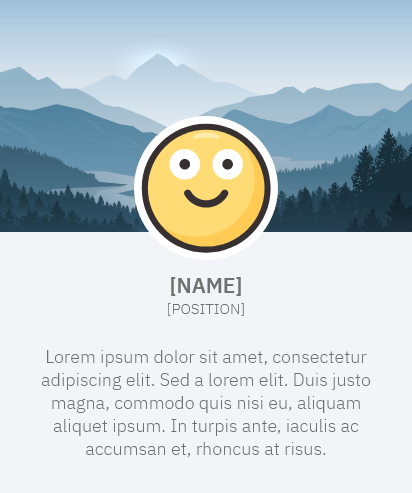 [NAME]
[POSITION]
Lorem ipsum dolor sit amet, consectetur
adipiscing elit. Sed a lorem elit. Duis justo
magna, commodo quis nisi eu, aliquam
aliquet ipsum. In turpis ante, iaculis ac
accumsan et, rhoncus at risus.